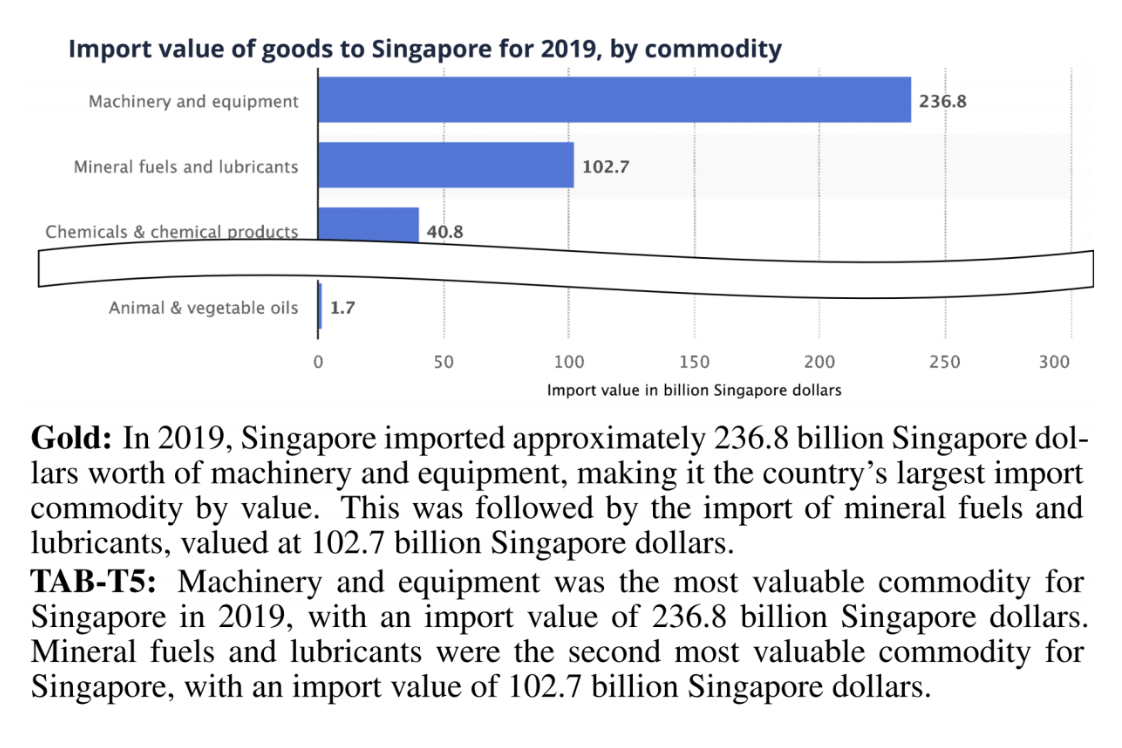 Import value of goods to Singapore for 2019, by commodity
Machinery and equipment 236.8
Mineral fuels and lubricants 102.7
Chemicals & chemical products 40.8
Animal & vegetable oils 1.7
0 50 100 150 200 250 300
Import value in billion Singapore dollars
Gold: In 2019, Singapore imported approximately 236.8 billion Singapore dol-
lars worth of machinery and equipment, making it the country’s largest import
commodity by value. This was followed by the import of mineral fuels and
lubricants, valued at 102.7 billion Singapore dollars.
TAB-T5: Machinery and equipment was the most valuable commodity for
Singapore in 2019, with an import value of 236.8 billion Singapore dollars.
Mineral fuels and lubricants were the second most valuable commodity for
Singapore, with an import value of 102.7 billion Singapore dollars.